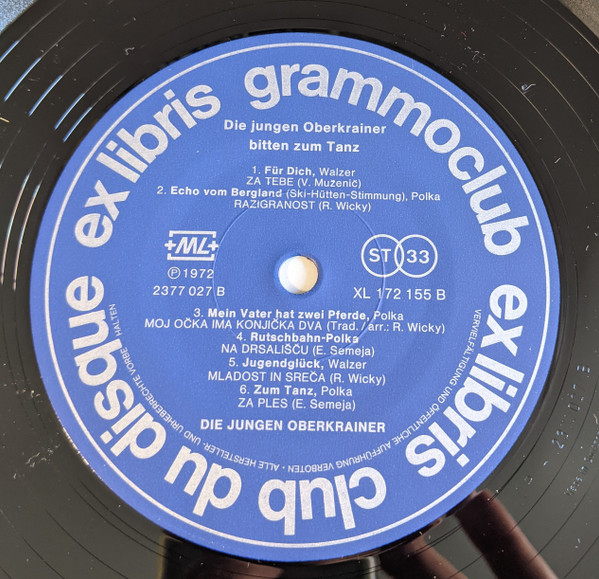 ex libris grammoclub ex libris club du disque
Die jungen Oberkrainer
bitten zum Tanz
1. Für Dich, Walzer
ZA TEBE (V. Muzenič)
2. Echo vom Bergland (Ski-Hütten-Stimmung), Polka
RAZIGRANOST (R. Wicky)
+ML+
ST 33
℗ 1972
2377 027 B
XL 172 155 B
3. Mein Vater hat zwei Pferde, Polka
MOJ OČKA IMA KONJIČKA DVA (Trad. / arr.: R. Wicky)
4. Rutschbahn-Polka
NA DRSALIŠČU (E. Semeja)
5. Jugendglück, Walzer
MLADOST IN SREČA (R. Wicky)
6. Zum Tanz, Polka
ZA PLES (E. Semeja)
DIE JUNGEN OBERKRAINER
VERVIELFÄLTIGUNG UND ÖFFENTLICHE AUFFÜHRUNG VERBOTEN - ALLE HERSTELLER- UND URHEBERRECHTE VORBEHALTEN